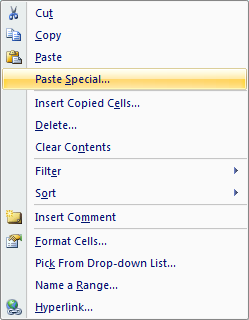 Cut
Copy
Paste
Paste Special...
Insert Copied Cells...
Delete...
Clear Contents
Filter
Sort
Insert Comment
Format Cells...
Pick From Drop-down List...
Name a Range...
Hyperlink...